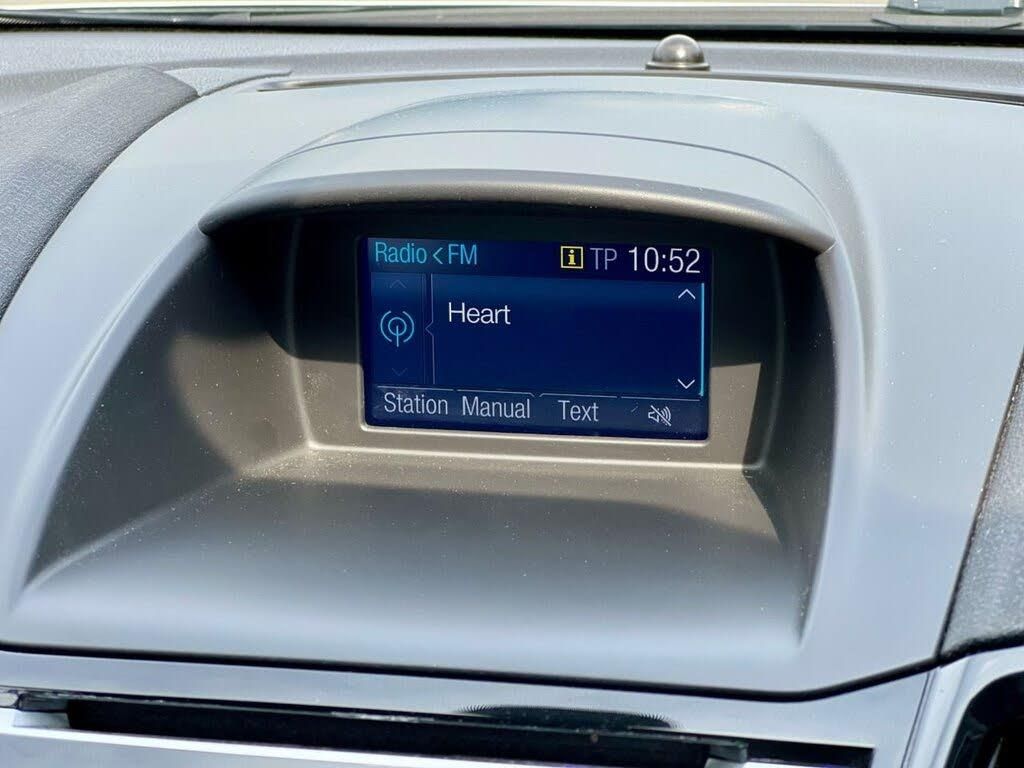 Radio < FM i TP 10:52
Heart
Station Manual Text